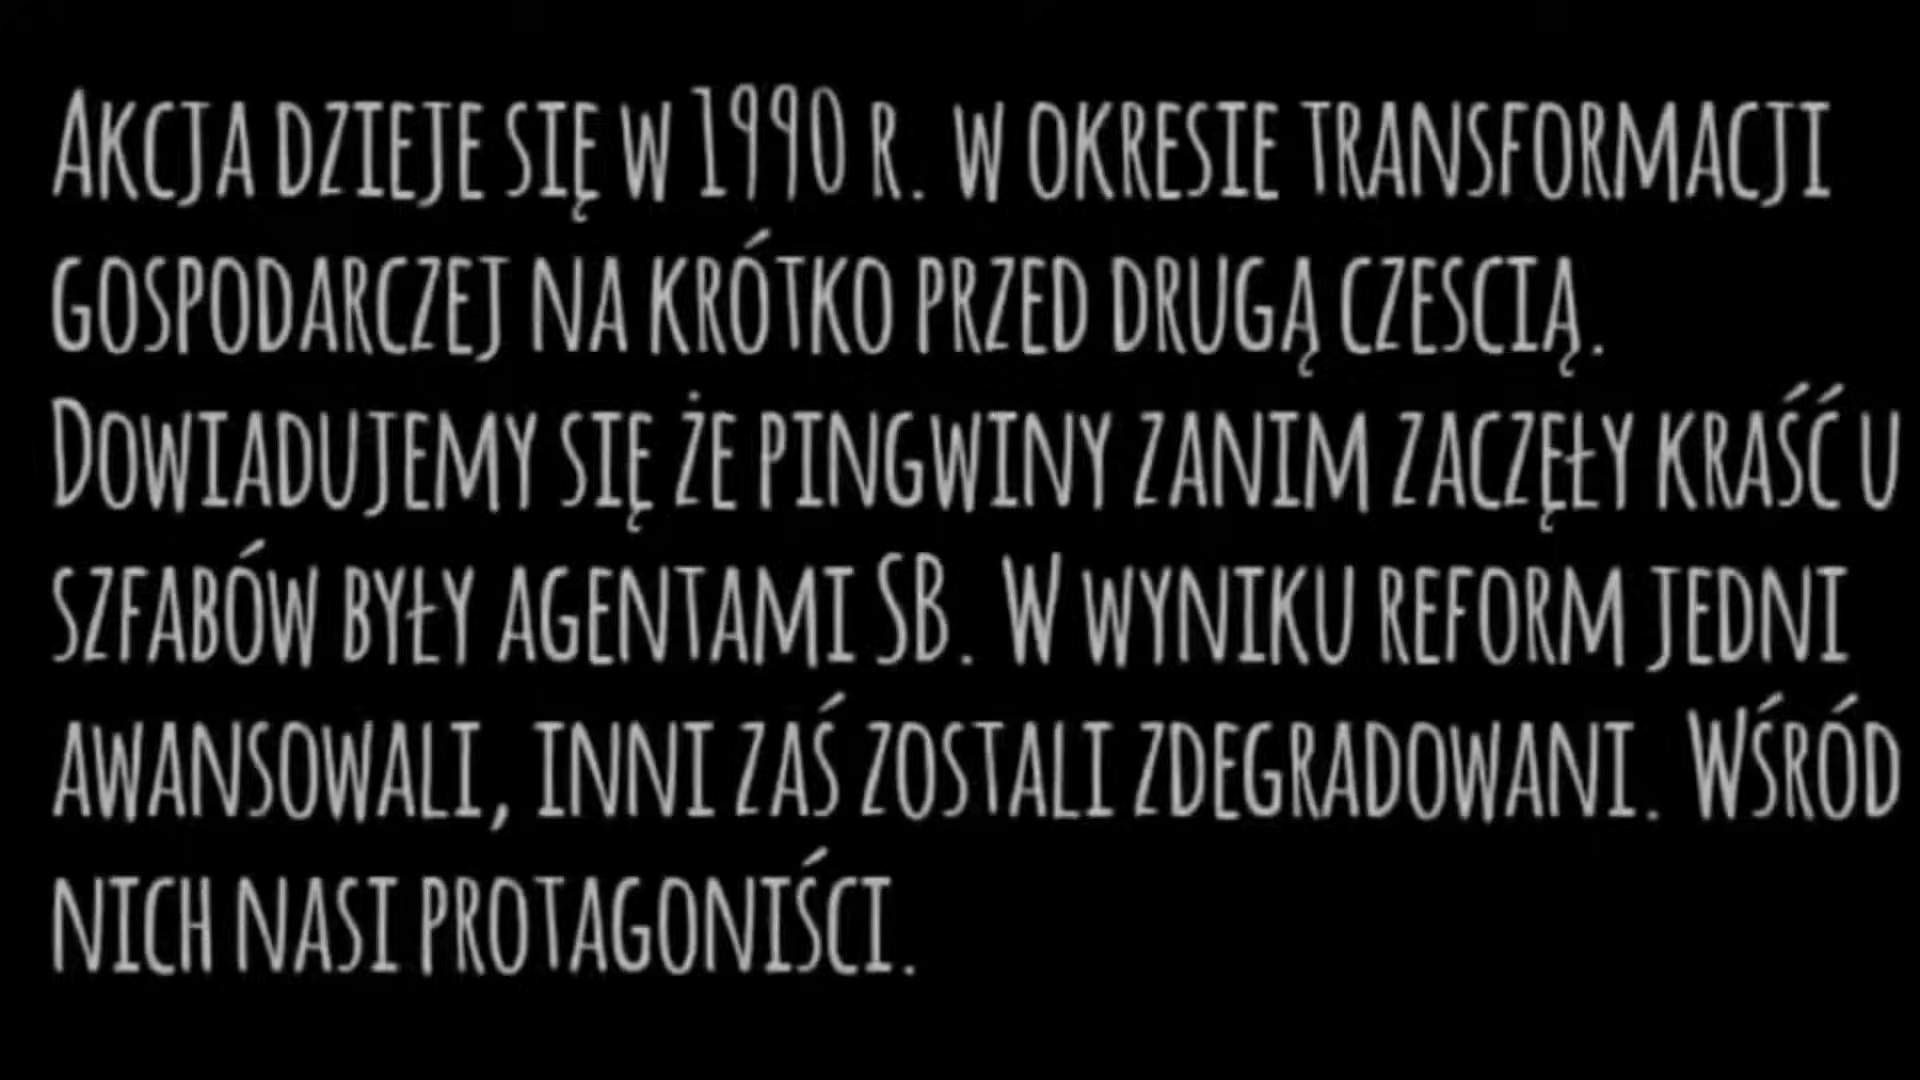 Akcja dzieje się w 1990 r. w okresie transformacji
gospodarczej na krótko przed drugą czescią.
Dowiadujemy się że pingwiny zanim zaczęły kraść u
szfabów były agentami SB. W wyniku reform jedni
awansowali, inni zaś zostali zdegradowani. Wśród
nich nasi protagoniści.